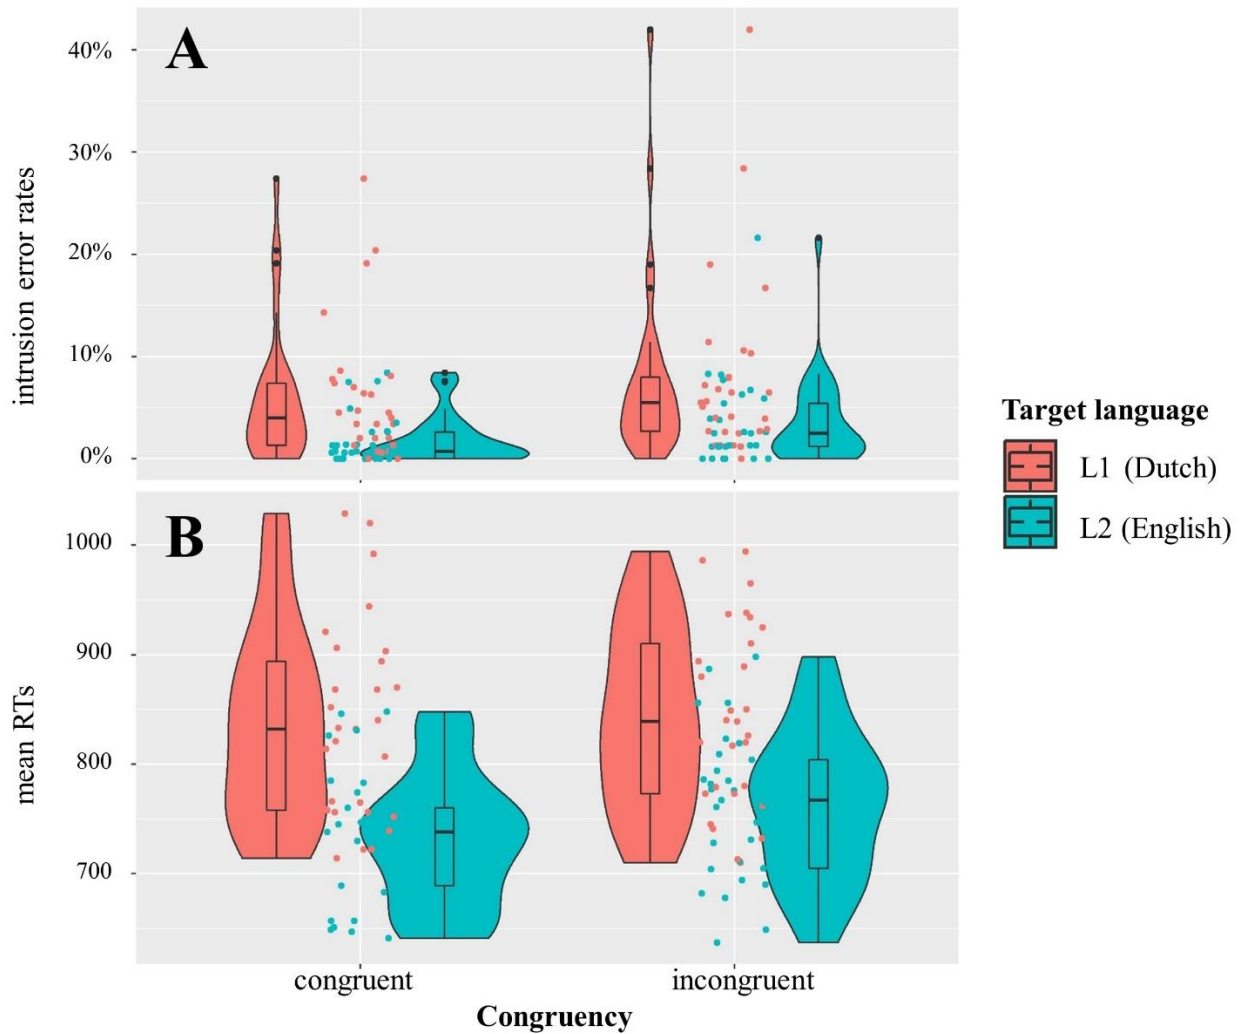 A
40%
30%
20%
10%
0%
intrusion error rates
B
1000
900
800
700
mean RTs
congruent
incongruent
Congruency
Target language
L1 (Dutch)
L2 (English)